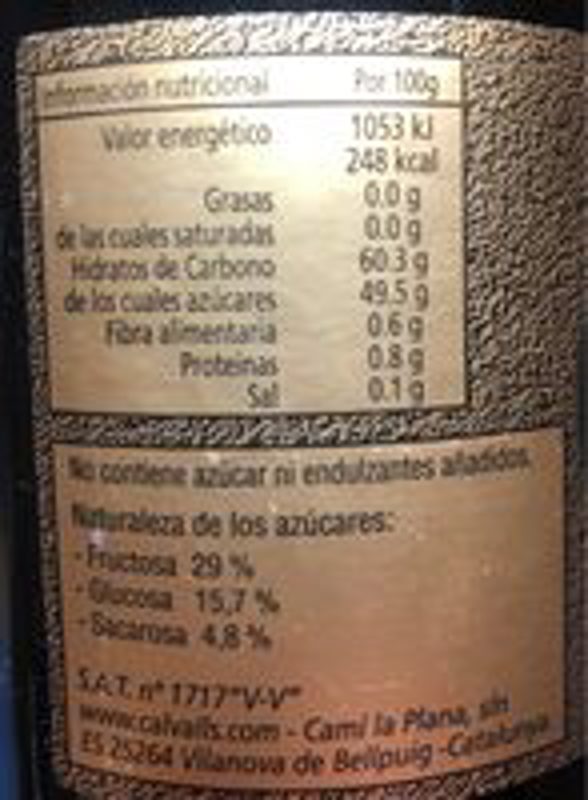 Información nutricional Por 100g
Valor energético 1053 kJ
248 kcal
Grasas 0.0 g
de las cuales saturadas 0.0 g
Hidratos de Carbono 60.3 g
de los cuales azúcares 49.5 g
Fibra alimentaria 0.6 g
Proteinas 0.8 g
Sal 0.1 g
No contiene azúcar ni endulzantes añadidos.
Naturaleza de los azúcares:
- Fructosa 29 %
- Glucosa 15,7 %
- Sacarosa 4,8 %
S.A.T. nº 1717 "V-V"
www.calvalls.com - Camí la Plana, s/n
ES 25264 Vilanova de Bellpuig - Catalunya